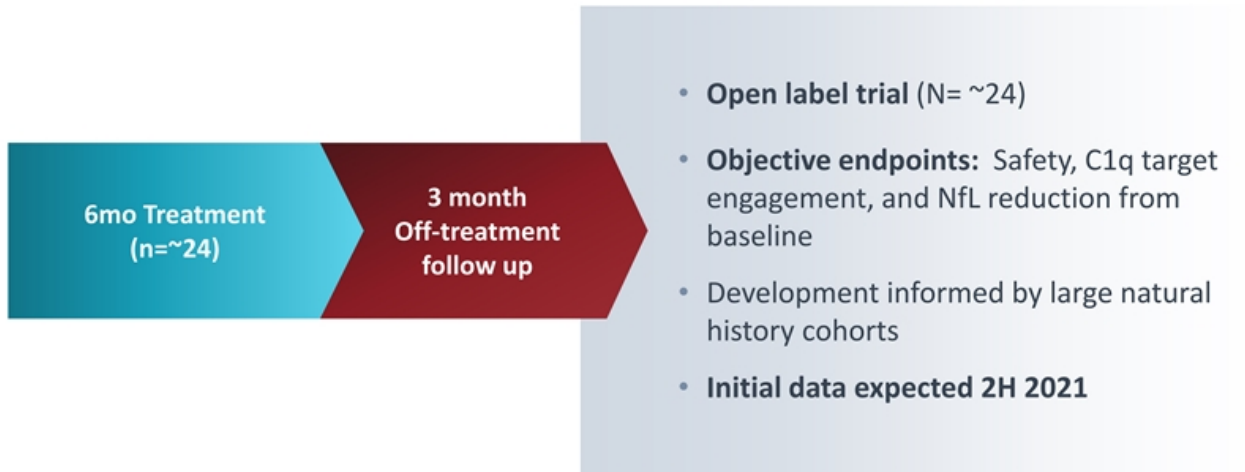 6mo Treatment
(n=~24)
3 month
Off-treatment
follow up
• Open label trial (N= ~24)
• Objective endpoints:  Safety, C1q target
engagement, and NfL reduction from
baseline
• Development informed by large natural
history cohorts
• Initial data expected 2H 2021